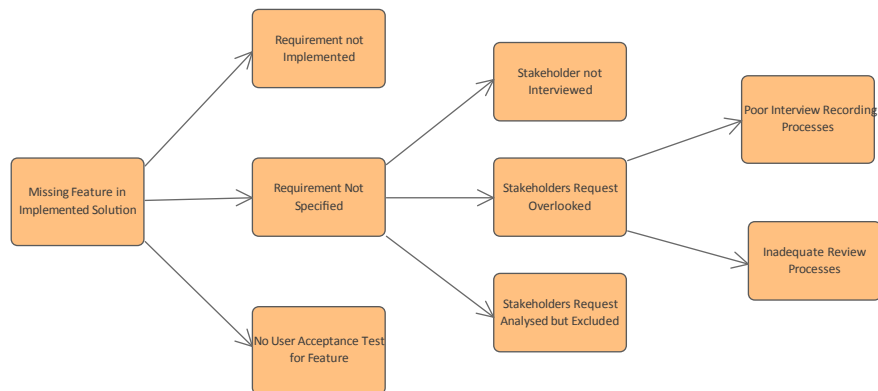 Requirement not
Implemented
Stakeholder not
Interviewed
Poor Interview Recording
Processes
Missing Feature in
Implemented Solution
Requirement Not
Specified
Stakeholders Request
Overlooked
Inadequate Review
Processes
Stakeholders Request
Analysed but Excluded
No User Acceptance Test
for Feature